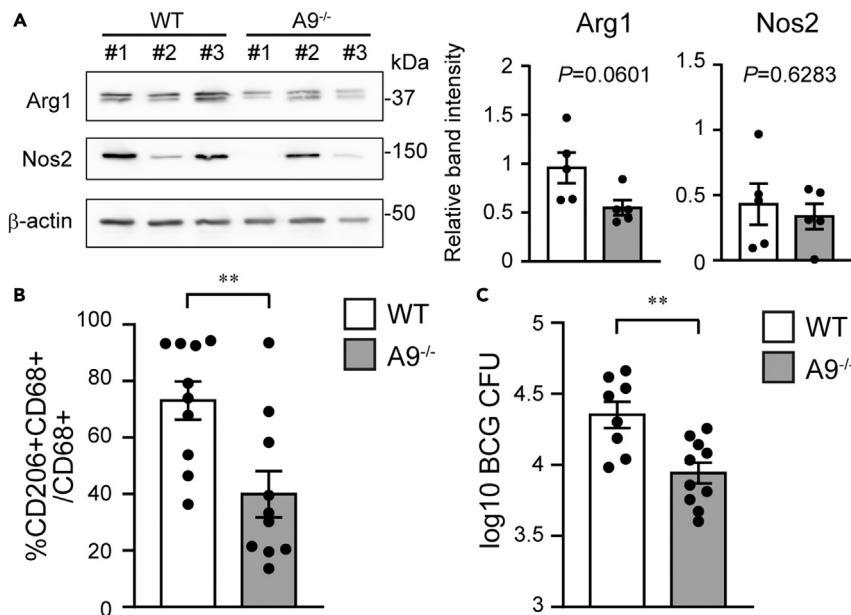 A
WT
A9-/-
#1 #2 #3 #1 #2 #3
kDa
Arg1
-37
Nos2
-150
β-actin
-50
Arg1
Relative band intensity
P=0.0601
2
1.5
1
0.5
0
Nos2
P=0.6283
1.5
1
0.5
0
B
**
%CD206+CD68+
/CD68+
100
80
60
40
20
0
WT
A9-/-
C
**
log10 BCG CFU
5
4.5
4
3.5
3
WT
A9-/-